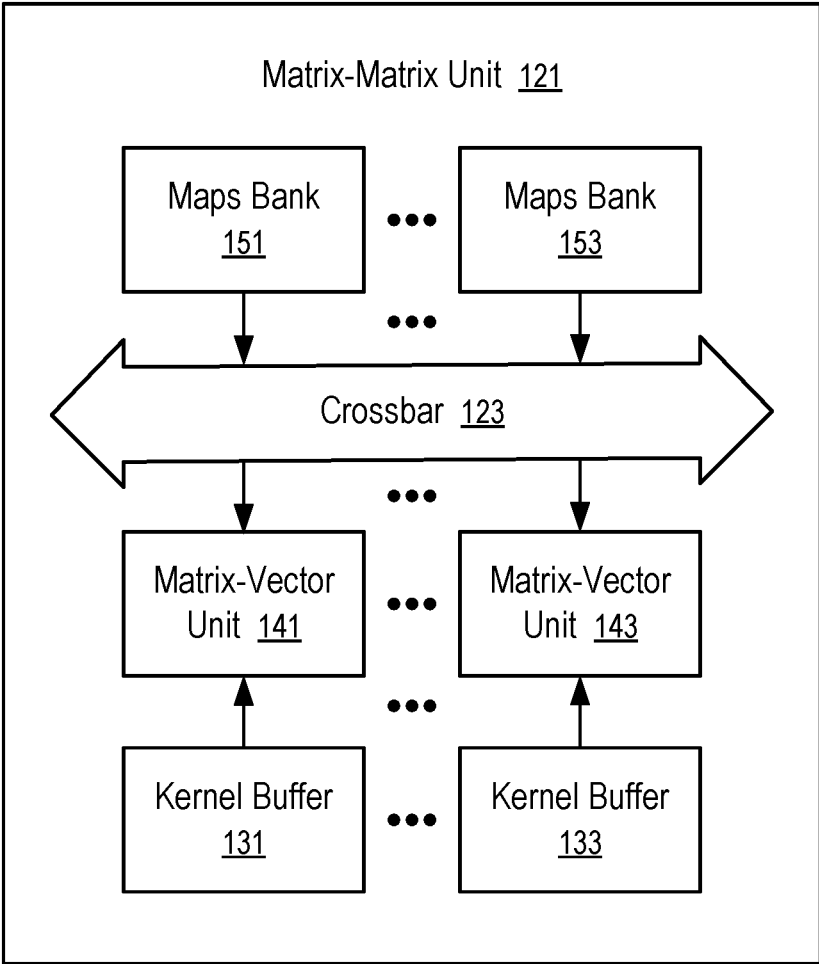 Matrix-Matrix Unit 121
Maps Bank
151
Maps Bank
153
Crossbar 123
Matrix-Vector
Unit 141
Matrix-Vector
Unit 143
Kernel Buffer
131
Kernel Buffer
133